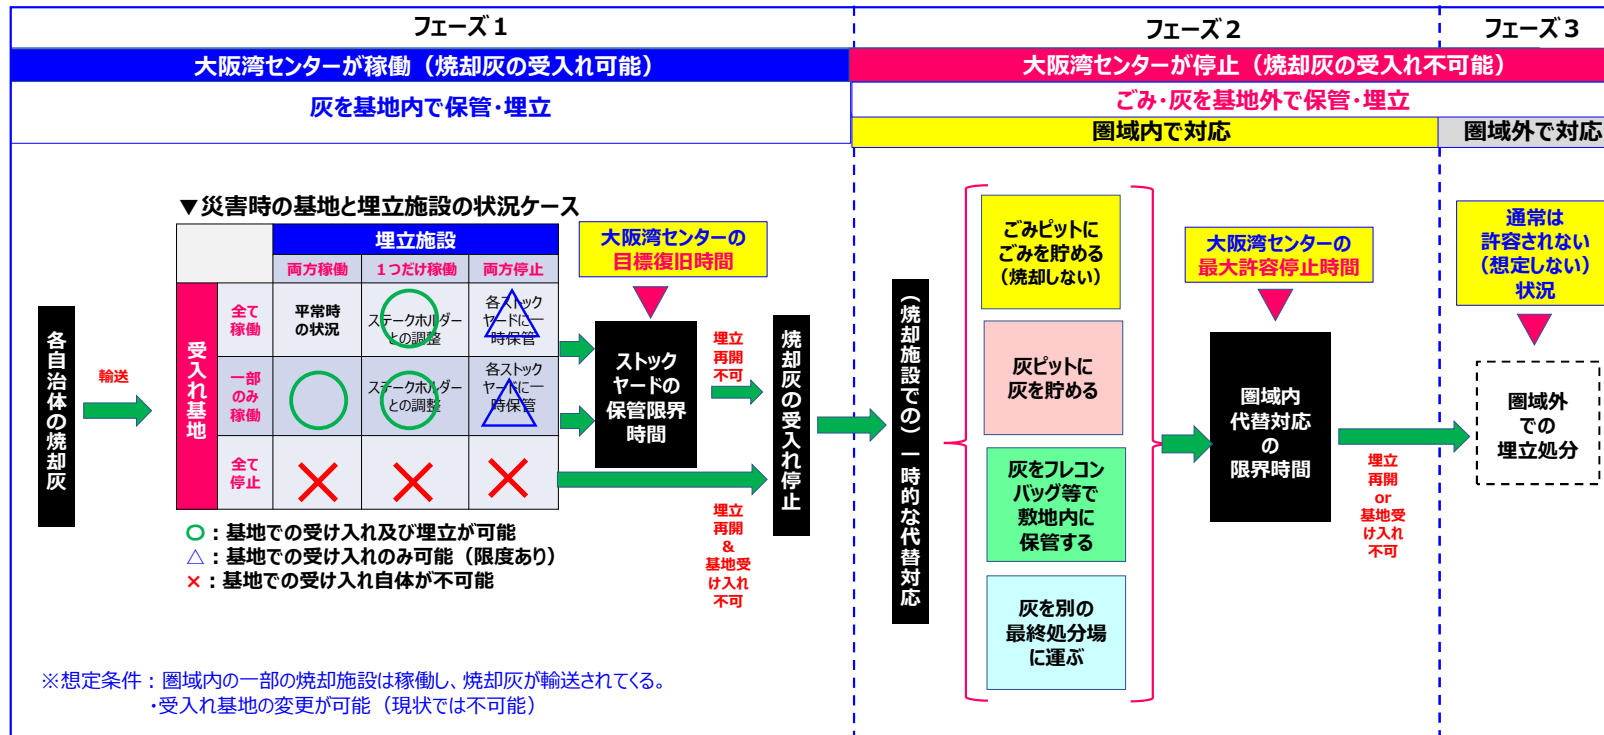 フェーズ１
フェーズ２
フェーズ３
大阪湾センターが稼働（焼却灰の受入れ可能）
大阪湾センターが停止（焼却灰の受入れ不可能）
灰を基地内で保管・埋立
ごみ・灰を基地外で保管・埋立
圏域内で対応
圏域外で対応
▼災害時の基地と埋立施設の状況ケース
埋立施設
両方稼働
１つだけ稼働
両方停止
受入れ基地
全て
稼働
平常時
の状況
ステークホルダー
との調整
各ストック
ヤードに一
時保管
一部
のみ
稼働
ステークホルダー
との調整
各ストック
ヤードに一
時保管
全て
停止
○：基地での受け入れ及び埋立が可能
△：基地での受け入れのみ可能（限度あり）
×：基地での受け入れ自体が不可能
各自治体の焼却灰
輸送
大阪湾センターの
目標復旧時間
ストック
ヤードの
保管限界
時間
埋立
再開
不可
埋立
再開
&
基地受
け入れ
不可
焼却灰の受入れ停止
（焼却施設での）一時的な代替対応
ごみピットに
ごみを貯める
（焼却しない）
灰ピットに
灰を貯める
灰をフレコン
バッグ等で
敷地内に
保管する
灰を別の
最終処分場
に運ぶ
大阪湾センターの
最大許容停止時間
圏域内
代替対応
の
限界時間
埋立
再開
or
基地受
け入れ
不可
通常は
許容されない
（想定しない）
状況
圏域外
での
埋立処分
※想定条件：圏域内の一部の焼却施設は稼働し、焼却灰が輸送されてくる。
・受入れ基地の変更が可能（現状では不可能）